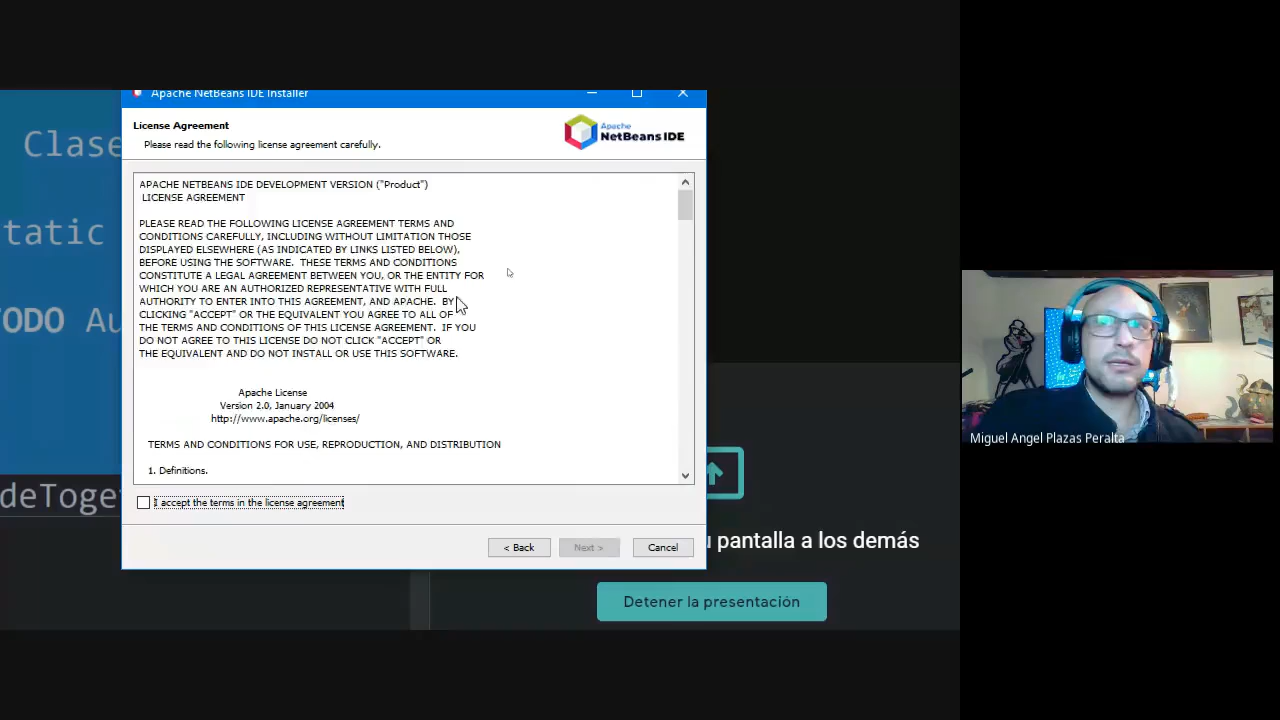 Apache NetBeans IDE Installer
License Agreement
Please read the following license agreement carefully.
Apache
NetBeans IDE
APACHE NETBEANS IDE DEVELOPMENT VERSION ("Product")
LICENSE AGREEMENT
PLEASE READ THE FOLLOWING LICENSE AGREEMENT TERMS AND
CONDITIONS CAREFULLY, INCLUDING WITHOUT LIMITATION THOSE
DISPLAYED ELSEWHERE (AS INDICATED BY LINKS LISTED BELOW),
BEFORE USING THE SOFTWARE. THESE TERMS AND CONDITIONS
CONSTITUTE A LEGAL AGREEMENT BETWEEN YOU, OR THE ENTITY FOR
WHICH YOU ARE AN AUTHORIZED REPRESENTATIVE WITH FULL
AUTHORITY TO ENTER INTO THIS AGREEMENT, AND APACHE. BY
CLICKING "ACCEPT" OR THE EQUIVALENT YOU AGREE TO ALL OF
THE TERMS AND CONDITIONS OF THIS LICENSE AGREEMENT. IF YOU
DO NOT AGREE TO THIS LICENSE DO NOT CLICK "ACCEPT" OR
THE EQUIVALENT AND DO NOT INSTALL OR USE THIS SOFTWARE.
Apache License
Version 2.0, January 2004
http://www.apache.org/licenses/
TERMS AND CONDITIONS FOR USE, REPRODUCTION, AND DISTRIBUTION
1. Definitions.
I accept the terms in the license agreement
< Back
Next >
Cancel
Clase
tatic
TODO Au
deToget
u pantalla a los demás
Detener la presentación
Miguel Angel Plazas Peralta